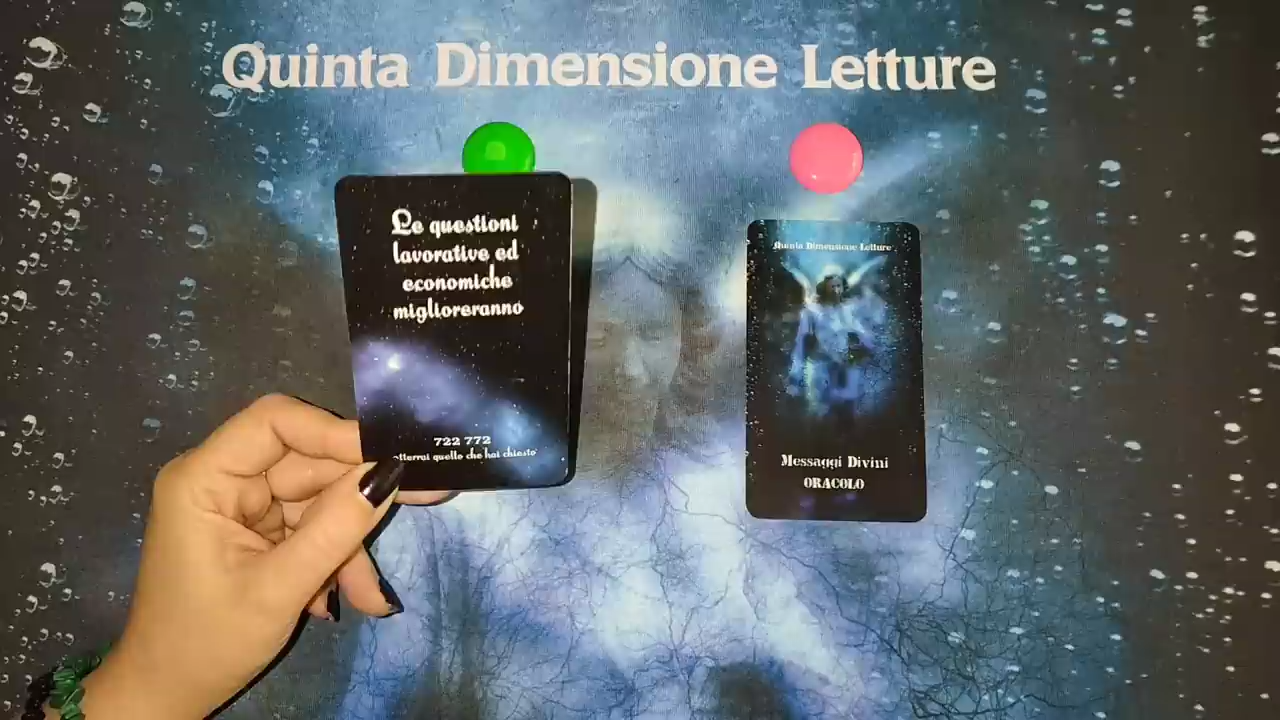 Quinta Dimensione Letture
Le questioni
lavorative ed
economiche
miglioreranno
722 772
quello che hai chiesto
Quinta Dimensione Letture
Messaggi Divini
ORACOLO